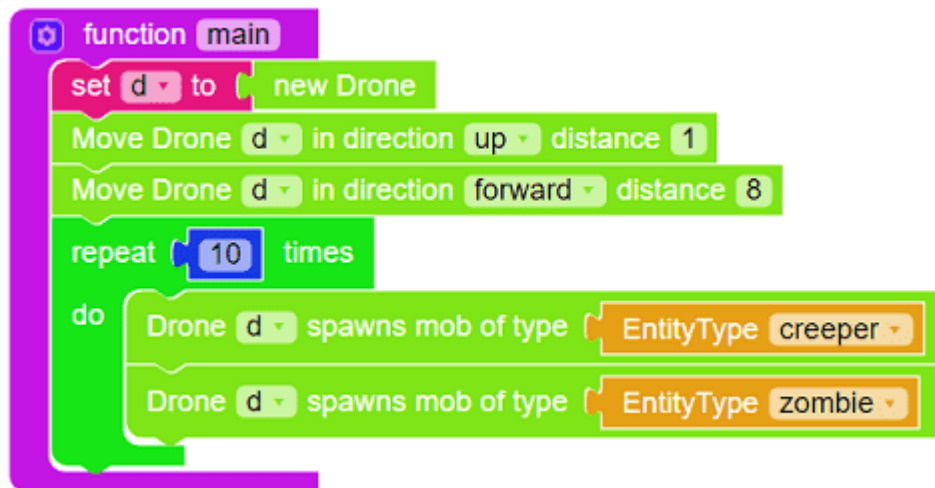 function main
set d to new Drone
Move Drone d in direction up distance 1
Move Drone d in direction forward distance 8
repeat 10 times
do
Drone d spawns mob of type EntityType creeper
Drone d spawns mob of type EntityType zombie